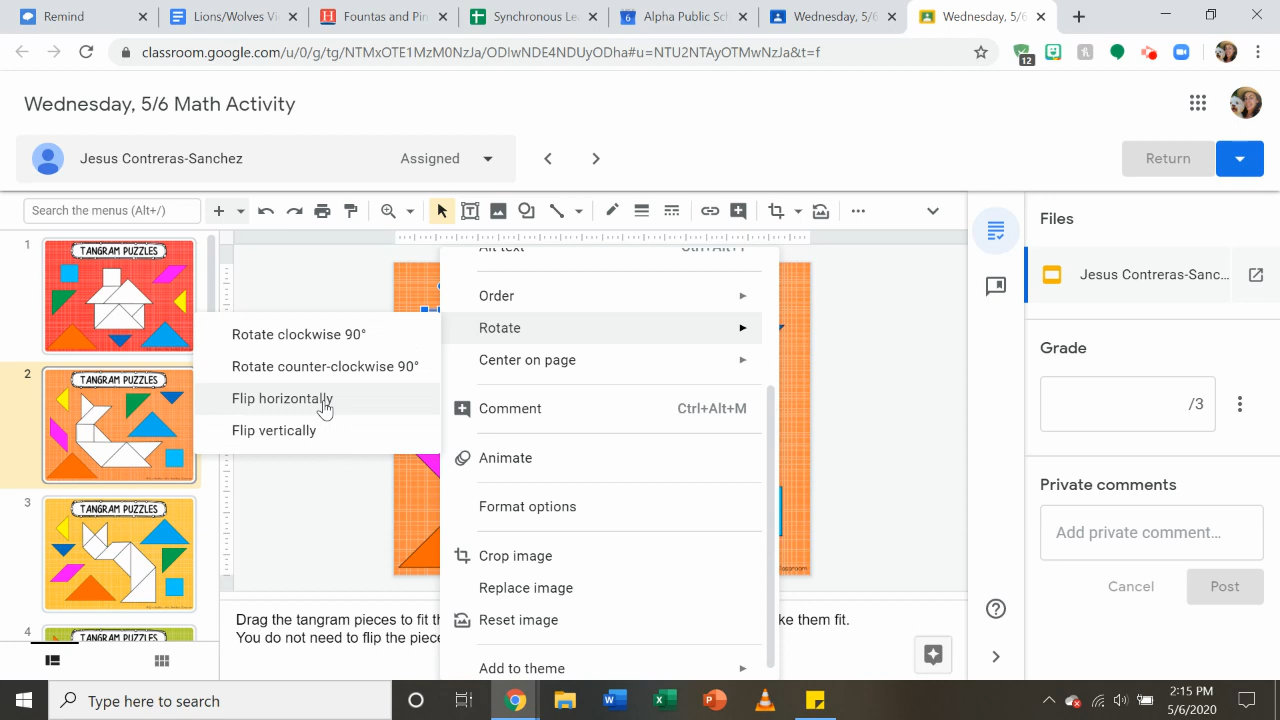 Remind
Lions/Wolves Vi
Fountas and Pin
Synchronous Le
Alpha Public Sch
Wednesday, 5/6
Wednesday, 5/6
classroom.google.com/u/0/g/tg/NTMxOTE1MzM0NzJa/ODIwNDE4NDUyODha#u=NTU2NTAyOTMwNzJa&t=f
12
Wednesday, 5/6 Math Activity
Jesus Contreras-Sanchez
Assigned
Return
Search the menus (Alt+/)
Files
Jesus Contreras-Sanc...
Grade
/3
Private comments
Add private comment...
Cancel
Post
1
TANGRAM PUZZLES
2
TANGRAM PUZZLES
3
TANGRAM PUZZLES
4
TANGRAM PUZZLES
Alt text
Order
Rotate
Center on page
Comment Ctrl+Alt+M
Animate
Format options
Crop image
Replace image
Reset image
Add to theme
Rotate clockwise 90°
Rotate counter-clockwise 90°
Flip horizontally
Flip vertically
Drag the tangram pieces to fit th
ke them fit.
You do not need to flip the piece
Type here to search
2:15 PM
5/6/2020